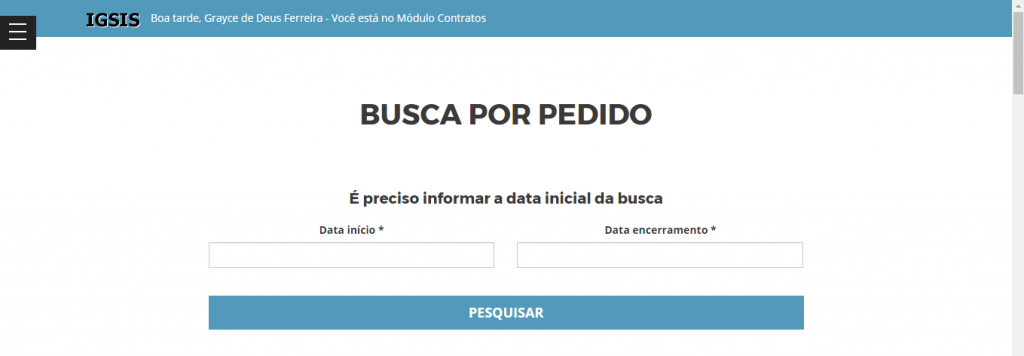 IGSIS Boa tarde, Grayce de Deus Ferreira - Você está no Módulo Contratos
BUSCA POR PEDIDO
É preciso informar a data inicial da busca
Data início * Data encerramento *
PESQUISAR